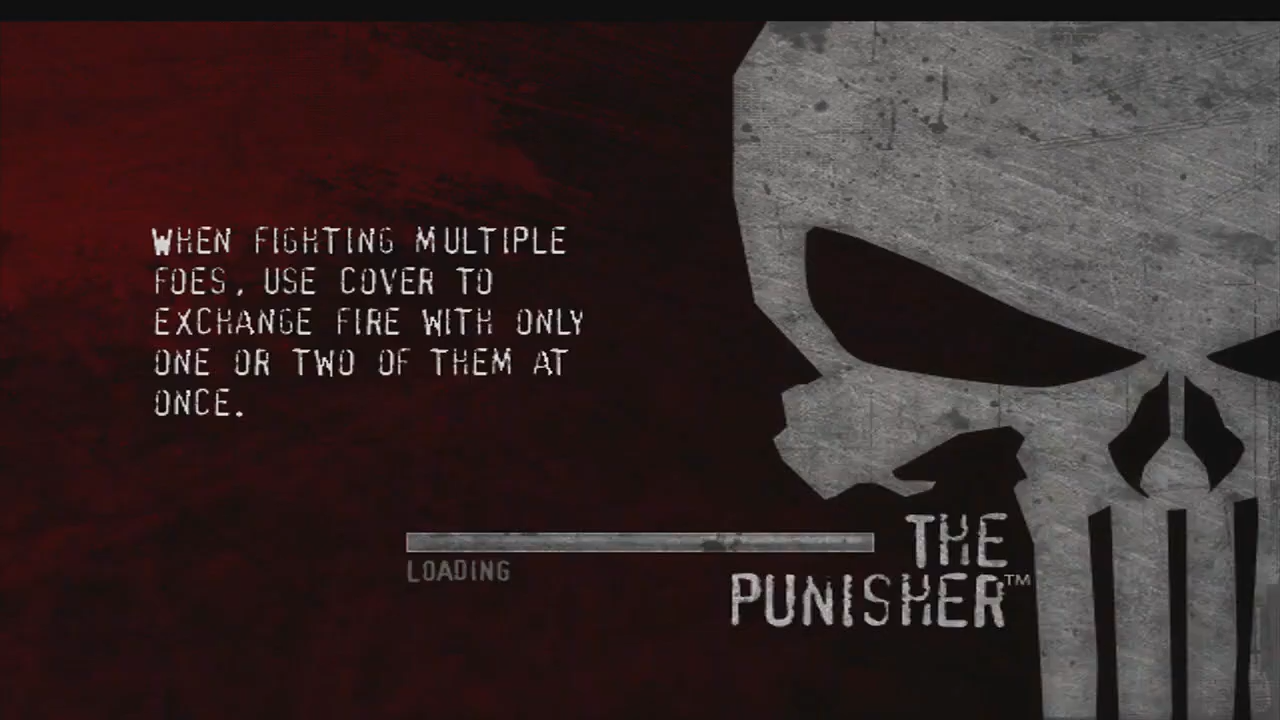 WHEN FIGHTING MULTIPLE
FOES, USE COVER TO
EXCHANGE FIRE WITH ONLY
ONE OR TWO OF THEM AT
ONCE.
LOADING
THE
PUNISHER™